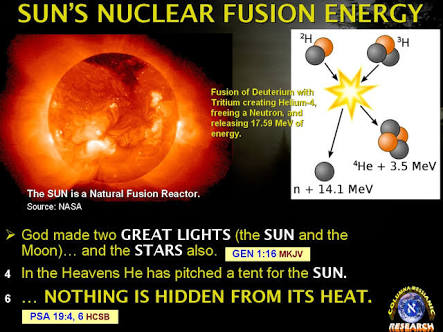 SUN'S NUCLEAR FUSION ENERGY
²H
³H
Fusion of Deuterium with
Tritium creating Helium-4,
freeing a Neutron, and
releasing 17.59 MeV of
energy.
⁴He + 3.5 MeV
n + 14.1 MeV
The SUN is a Natural Fusion Reactor.
Source: NASA
➢ God made two GREAT LIGHTS (the SUN and the
Moon)… and the STARS also. GEN 1:16 MKJV
4 In the Heavens He has pitched a tent for the SUN.
6 … NOTHING IS HIDDEN FROM ITS HEAT.
PSA 19:4, 6 HCSB
RESEARCH